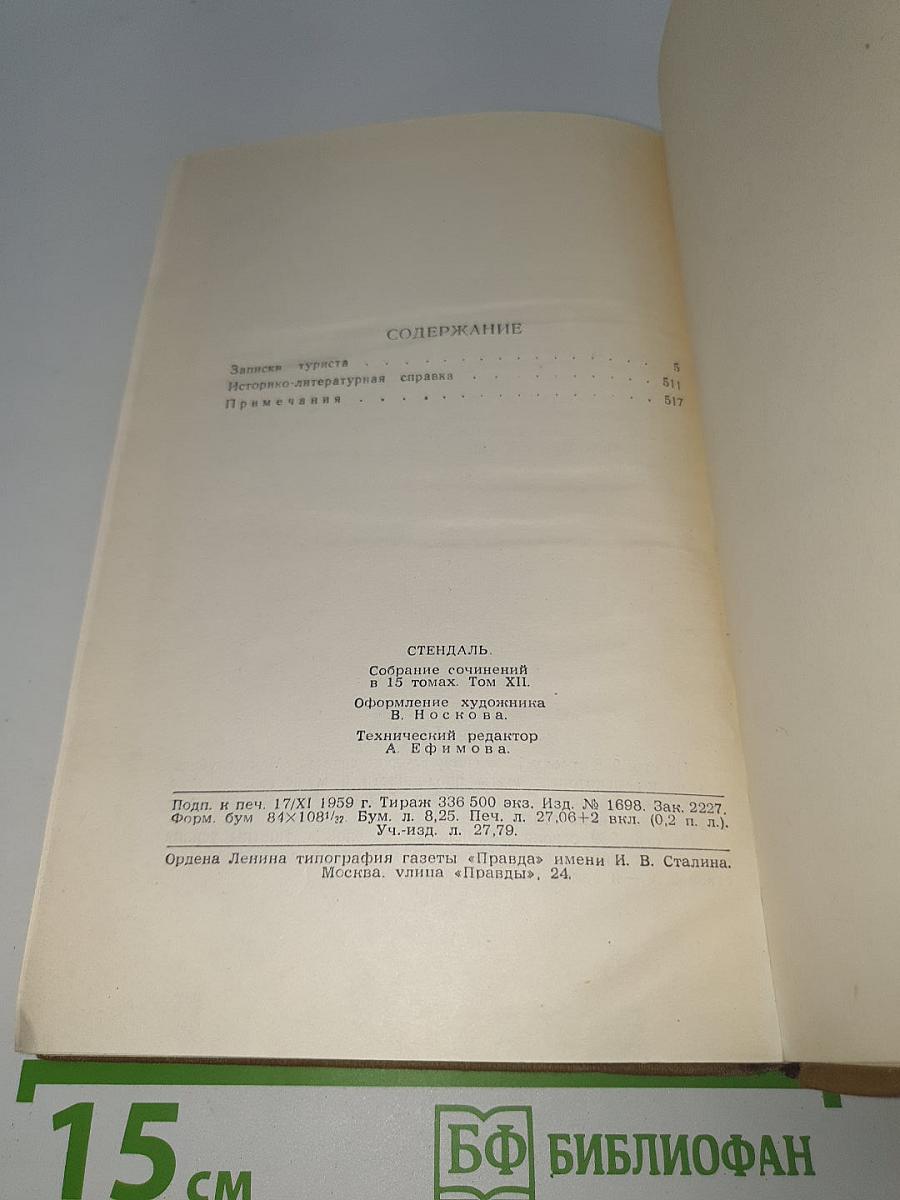 СОДЕРЖАНИЕ
Записки туриста . . . . . . . . . . . . . . . . 5
Историко-литературная справка . . . . . . . . . . 511
Примечания . . . . . . . . . . . . . . . . 517
СТЕНДАЛЬ.
Собрание сочинений
в 15 томах. Том XII.
Оформление художника
В. Носкова.
Технический редактор
А. Ефимова.
Подп. к печ. 17/XI 1959 г. Тираж 336 500 экз. Изд. № 1698. Зак. 2227.
Форм. бум 84×108¹/₃₂. Бум. л. 8,25. Печ. л. 27,06+2 вкл. (0,2 п. л.).
Уч.-изд. л. 27,79.
Ордена Ленина типография газеты «Правда» имени И. В. Сталина.
Москва, улица «Правды», 24.
15 см
БФ БИБЛИОФАН